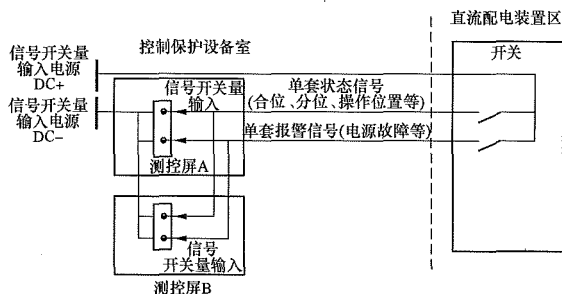 直流配电装置区
控制保护设备室
开关
信号开关量
输入电源
DC+
信号开关量
输入电源
DC−
信号开关量
输入
单套状态信号
(合位、分位、操作位置等)
单套报警信号(电源故障等)
测控屏A
信号
开关量输入
测控屏B